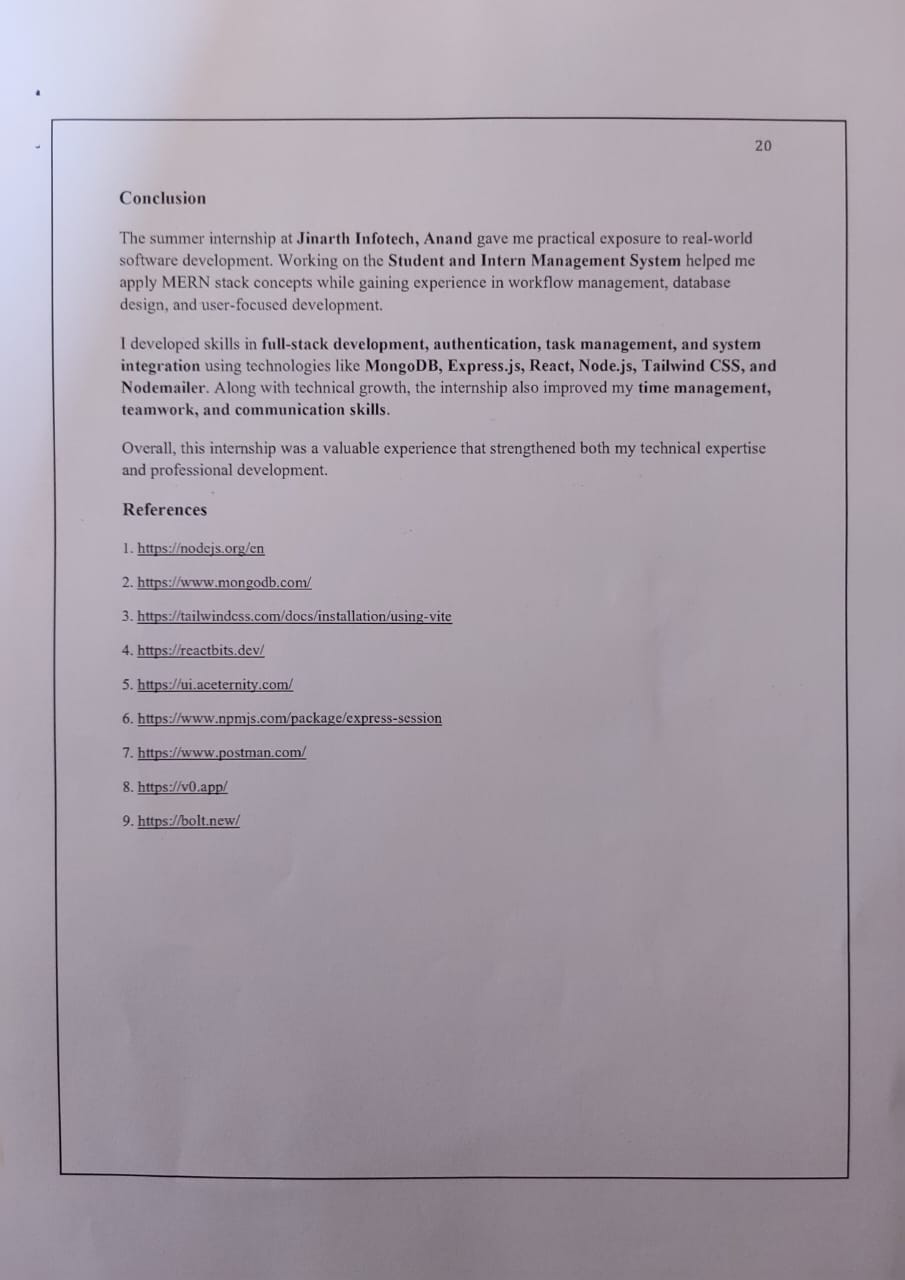 20
Conclusion
The summer internship at Jinarth Infotech, Anand gave me practical exposure to real-world
software development. Working on the Student and Intern Management System helped me
apply MERN stack concepts while gaining experience in workflow management, database
design, and user-focused development.
I developed skills in full-stack development, authentication, task management, and system
integration using technologies like MongoDB, Express.js, React, Node.js, Tailwind CSS, and
Nodemailer. Along with technical growth, the internship also improved my time management,
teamwork, and communication skills.
Overall, this internship was a valuable experience that strengthened both my technical expertise
and professional development.
References
1. https://nodejs.org/en
2. https://www.mongodb.com/
3. https://tailwindcss.com/docs/installation/using-vite
4. https://reactbits.dev/
5. https://ui.aceternity.com/
6. https://www.npmjs.com/package/express-session
7. https://www.postman.com/
8. https://v0.app/
9. https://bolt.new/